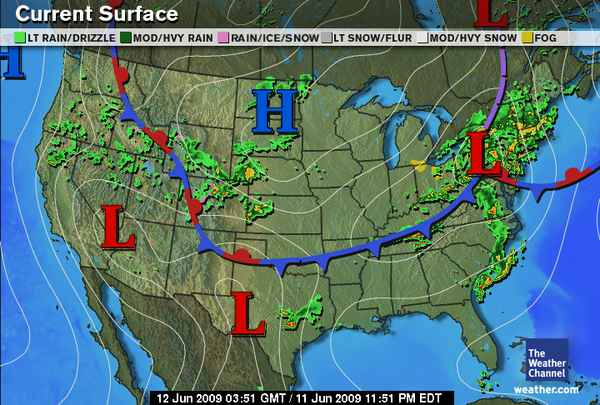 Current Surface
LT RAIN/DRIZZLE MOD/HVY RAIN RAIN/ICE/SNOW LT SNOW/FLUR MOD/HVY SNOW FOG
L
H
H
L
L
L
The Weather Channel
weather.com
12 Jun 2009 03:51 GMT / 11 Jun 2009 11:51 PM EDT